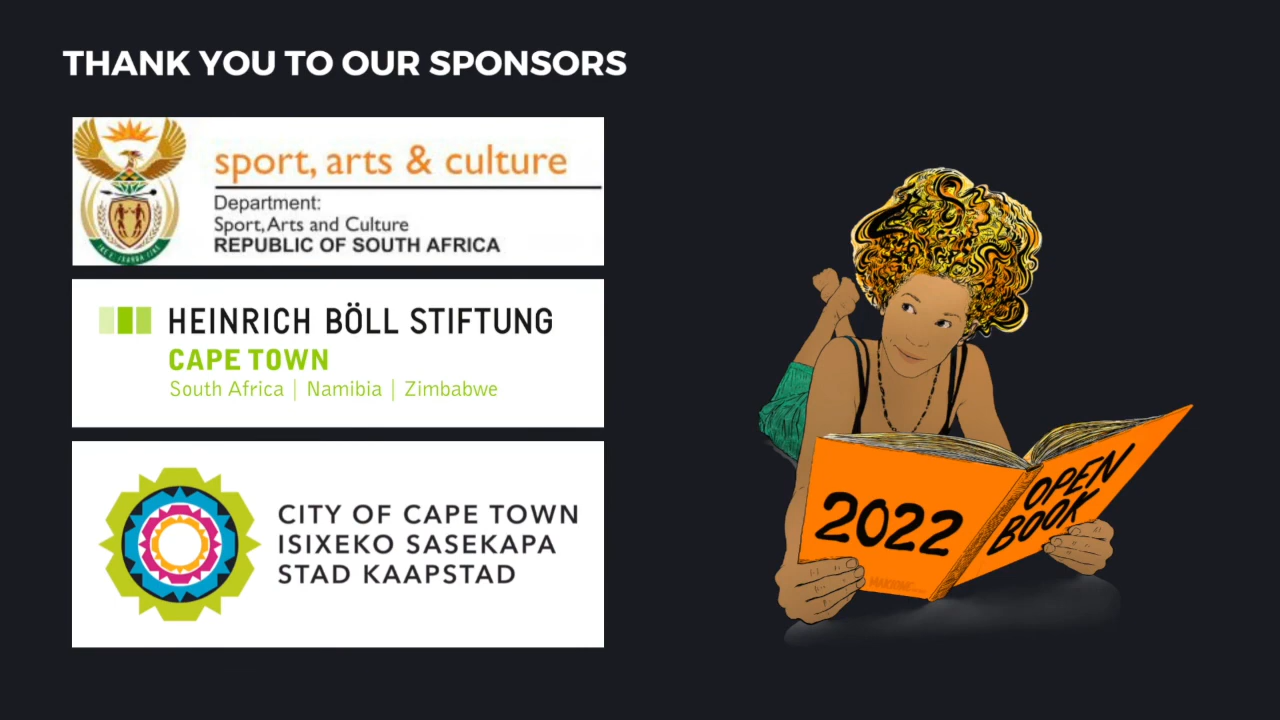 THANK YOU TO OUR SPONSORS
sport, arts & culture
Department:
Sport, Arts and Culture
REPUBLIC OF SOUTH AFRICA
HEINRICH BÖLL STIFTUNG
CAPE TOWN
South Africa | Namibia | Zimbabwe
CITY OF CAPE TOWN
ISIXEKO SASEKAPA
STAD KAAPSTAD
2022
OPEN
BOOK